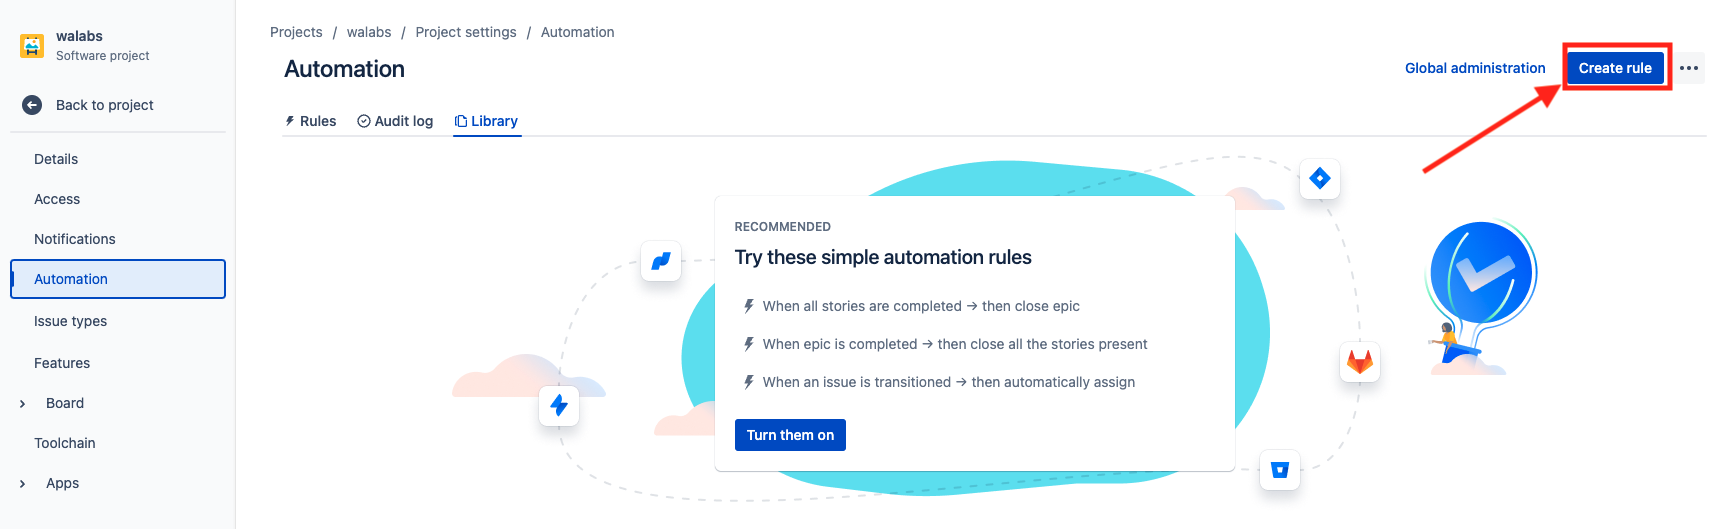 walabs
Software project
Back to project
Details
Access
Notifications
Automation
Issue types
Features
Board
Toolchain
Apps
Projects / walabs / Project settings / Automation
Automation
Global administration
Create rule
Rules
Audit log
Library
RECOMMENDED
Try these simple automation rules
When all stories are completed → then close epic
When epic is completed → then close all the stories present
When an issue is transitioned → then automatically assign
Turn them on